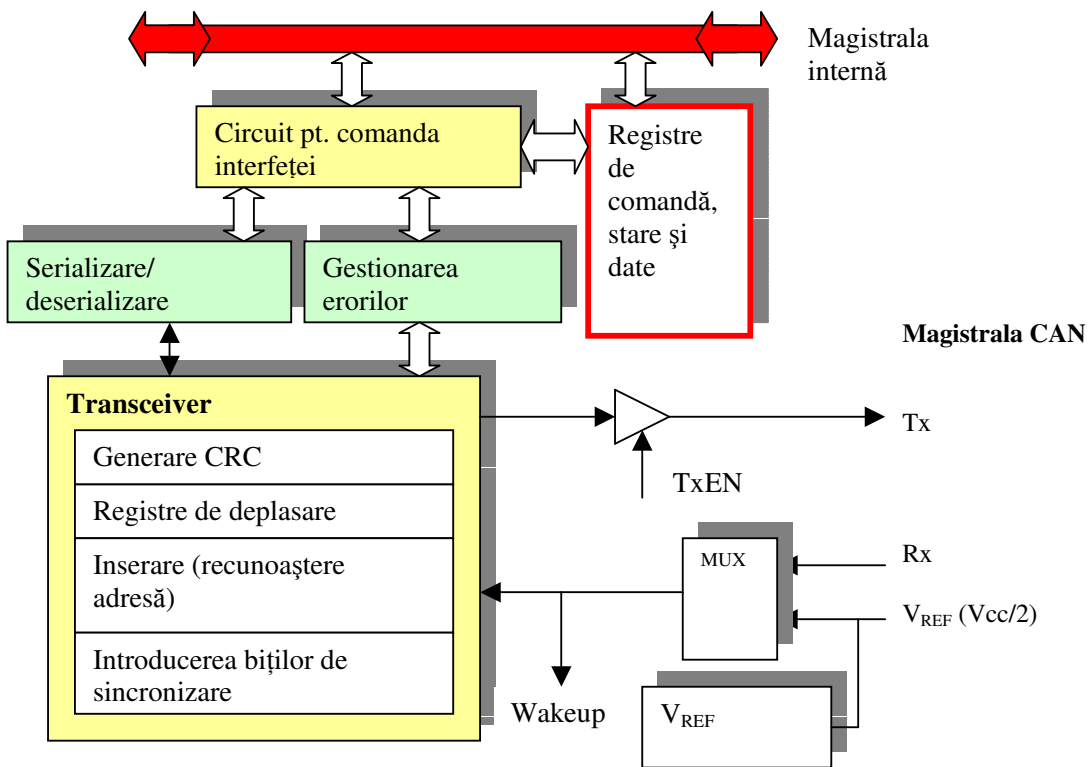 Magistrala
internă
Circuit pt. comanda
interfeței
Registre
de
comandă,
stare şi
date
Serializare/
deserializare
Gestionarea
erorilor
Magistrala CAN
Transceiver
Generare CRC
Registre de deplasare
Inserare (recunoaştere
adresă)
Introducerea biților de
sincronizare
Tx
TxEN
MUX
Rx
VREF (Vcc/2)
Wakeup
VREF